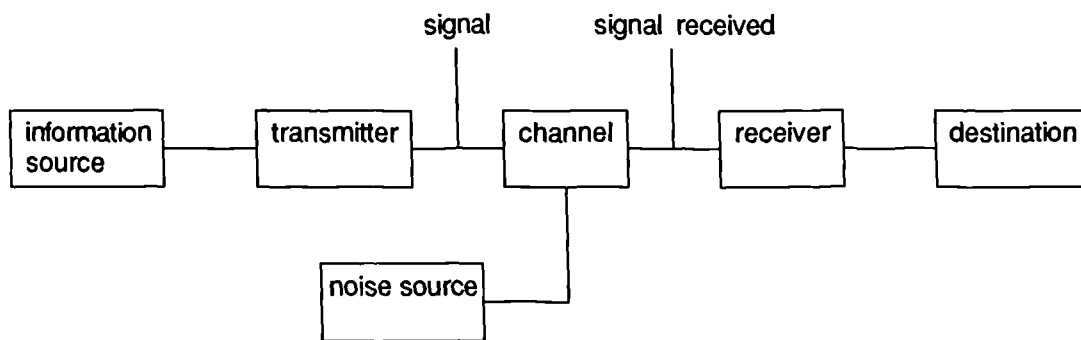 signal
signal received
information
source
transmitter
channel
receiver
destination
noise source